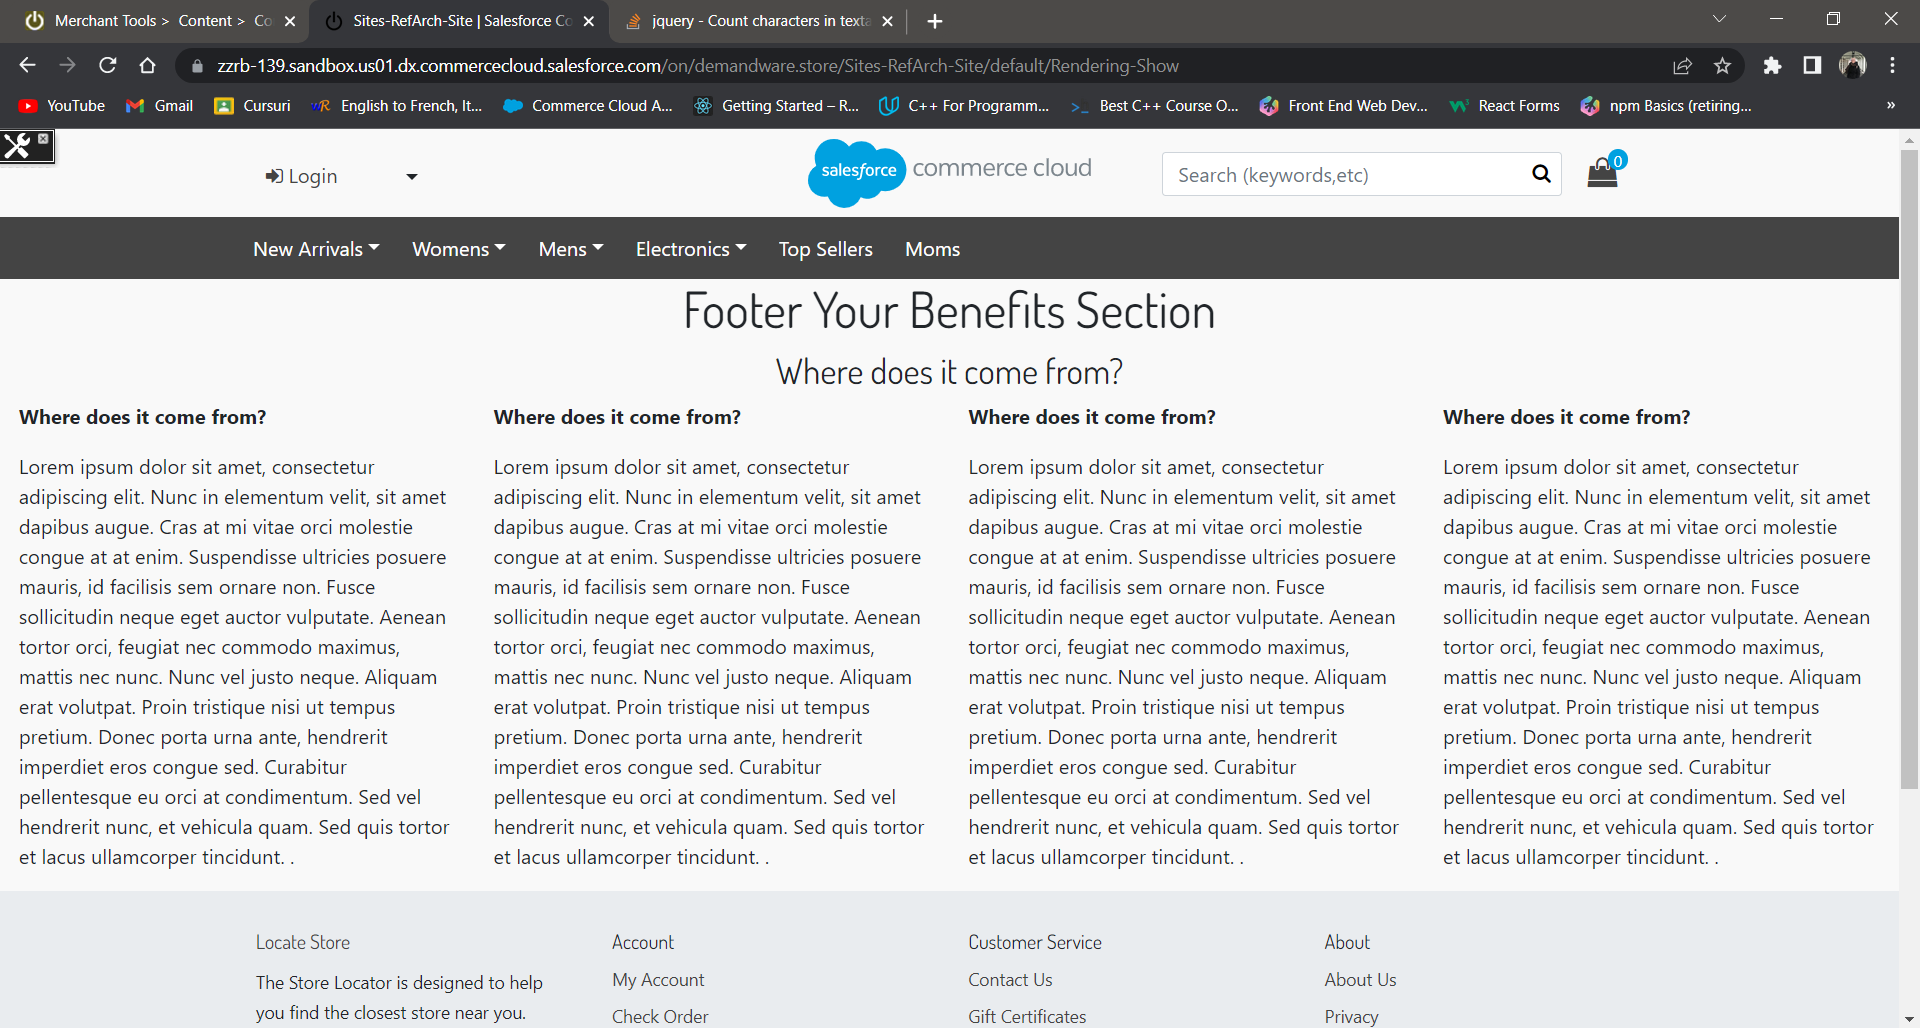 Merchant Tools > Content > Co
Sites-RefArch-Site | Salesforce Co
jquery - Count characters in texta
zzrb-139.sandbox.us01.dx.commercecloud.salesforce.com/on/demandware.store/Sites-RefArch-Site/default/Rendering-Show
YouTube
Gmail
Cursuri
English to French, It...
Commerce Cloud A...
Getting Started – R...
C++ For Programm...
Best C++ Course O...
Front End Web Dev...
React Forms
npm Basics (retiring...
»
Login
salesforce commerce cloud
Search (keywords,etc)
0
New Arrivals
Womens
Mens
Electronics
Top Sellers
Moms
Footer Your Benefits Section
Where does it come from?
Where does it come from?
Lorem ipsum dolor sit amet, consectetur
adipiscing elit. Nunc in elementum velit, sit amet
dapibus augue. Cras at mi vitae orci molestie
congue at at enim. Suspendisse ultricies posuere
mauris, id facilisis sem ornare non. Fusce
sollicitudin neque eget auctor vulputate. Aenean
tortor orci, feugiat nec commodo maximus,
mattis nec nunc. Nunc vel justo neque. Aliquam
erat volutpat. Proin tristique nisi ut tempus
pretium. Donec porta urna ante, hendrerit
imperdiet eros congue sed. Curabitur
pellentesque eu orci at condimentum. Sed vel
hendrerit nunc, et vehicula quam. Sed quis tortor
et lacus ullamcorper tincidunt. .
Where does it come from?
Lorem ipsum dolor sit amet, consectetur
adipiscing elit. Nunc in elementum velit, sit amet
dapibus augue. Cras at mi vitae orci molestie
congue at at enim. Suspendisse ultricies posuere
mauris, id facilisis sem ornare non. Fusce
sollicitudin neque eget auctor vulputate. Aenean
tortor orci, feugiat nec commodo maximus,
mattis nec nunc. Nunc vel justo neque. Aliquam
erat volutpat. Proin tristique nisi ut tempus
pretium. Donec porta urna ante, hendrerit
imperdiet eros congue sed. Curabitur
pellentesque eu orci at condimentum. Sed vel
hendrerit nunc, et vehicula quam. Sed quis tortor
et lacus ullamcorper tincidunt. .
Where does it come from?
Lorem ipsum dolor sit amet, consectetur
adipiscing elit. Nunc in elementum velit, sit amet
dapibus augue. Cras at mi vitae orci molestie
congue at at enim. Suspendisse ultricies posuere
mauris, id facilisis sem ornare non. Fusce
sollicitudin neque eget auctor vulputate. Aenean
tortor orci, feugiat nec commodo maximus,
mattis nec nunc. Nunc vel justo neque. Aliquam
erat volutpat. Proin tristique nisi ut tempus
pretium. Donec porta urna ante, hendrerit
imperdiet eros congue sed. Curabitur
pellentesque eu orci at condimentum. Sed vel
hendrerit nunc, et vehicula quam. Sed quis tortor
et lacus ullamcorper tincidunt. .
Where does it come from?
Lorem ipsum dolor sit amet, consectetur
adipiscing elit. Nunc in elementum velit, sit amet
dapibus augue. Cras at mi vitae orci molestie
congue at at enim. Suspendisse ultricies posuere
mauris, id facilisis sem ornare non. Fusce
sollicitudin neque eget auctor vulputate. Aenean
tortor orci, feugiat nec commodo maximus,
mattis nec nunc. Nunc vel justo neque. Aliquam
erat volutpat. Proin tristique nisi ut tempus
pretium. Donec porta urna ante, hendrerit
imperdiet eros congue sed. Curabitur
pellentesque eu orci at condimentum. Sed vel
hendrerit nunc, et vehicula quam. Sed quis tortor
et lacus ullamcorper tincidunt. .
Locate Store
The Store Locator is designed to help
you find the closest store near you.
Account
My Account
Check Order
Customer Service
Contact Us
Gift Certificates
About
About Us
Privacy